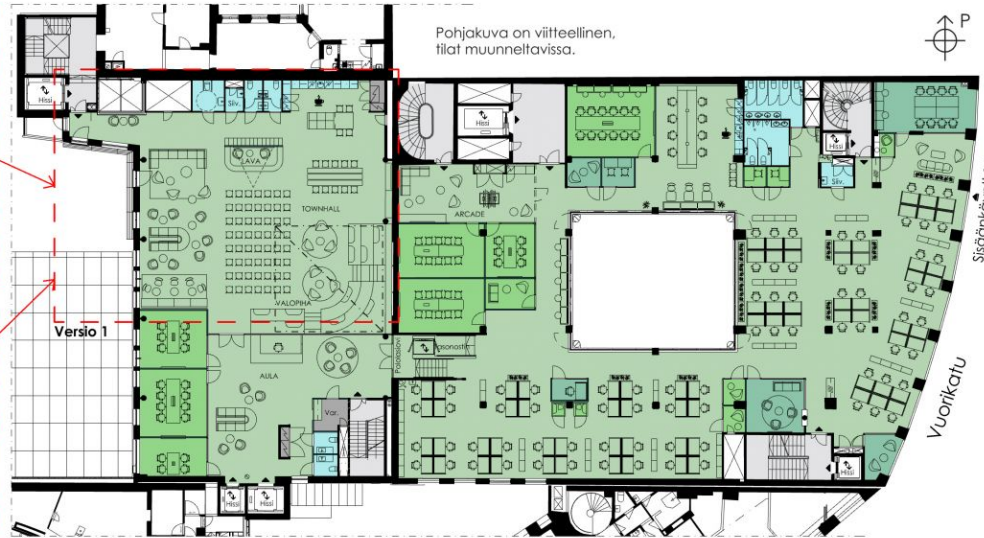 Pohjakuva on viitteellinen,
tilat muunneltavissa.
P
Hissi
Siiv.
Hissi
Hissi
LAVA
Siiv.
TOWNHALL
ARCADE
VALOPIHA
Versio 1
AULA
Var.
Vuorikatu
Hissi
Hissi
Hissi